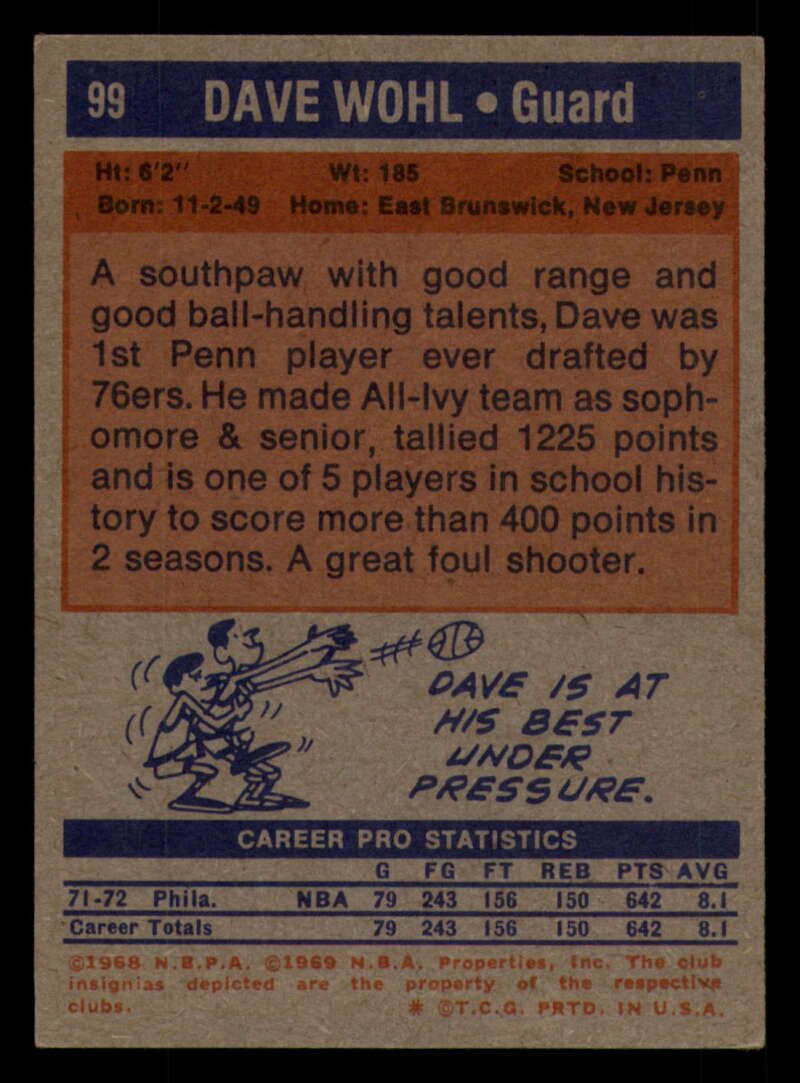 99 DAVE WOHL • Guard
Ht: 6'2" Wt: 185 School: Penn
Born: 11-2-49 Home: East Brunswick, New Jersey
A southpaw with good range and
good ball-handling talents, Dave was
1st Penn player ever drafted by
76ers. He made All-Ivy team as soph-
omore & senior, tallied 1225 points
and is one of 5 players in school his-
tory to score more than 400 points in
2 seasons. A great foul shooter.
DAVE IS AT
HIS BEST
UNDER
PRESSURE.
CAREER PRO STATISTICS
G FG FT REB PTS AVG
71-72 Phila. NBA 79 243 156 150 642 8.1
Career Totals 79 243 156 150 642 8.1
©1968 N.B.P.A. ©1969 N.B.A. Properties, Inc. The club
insignias depicted are the property of the respective
clubs. * ©T.C.G. PRTD. IN U.S.A.